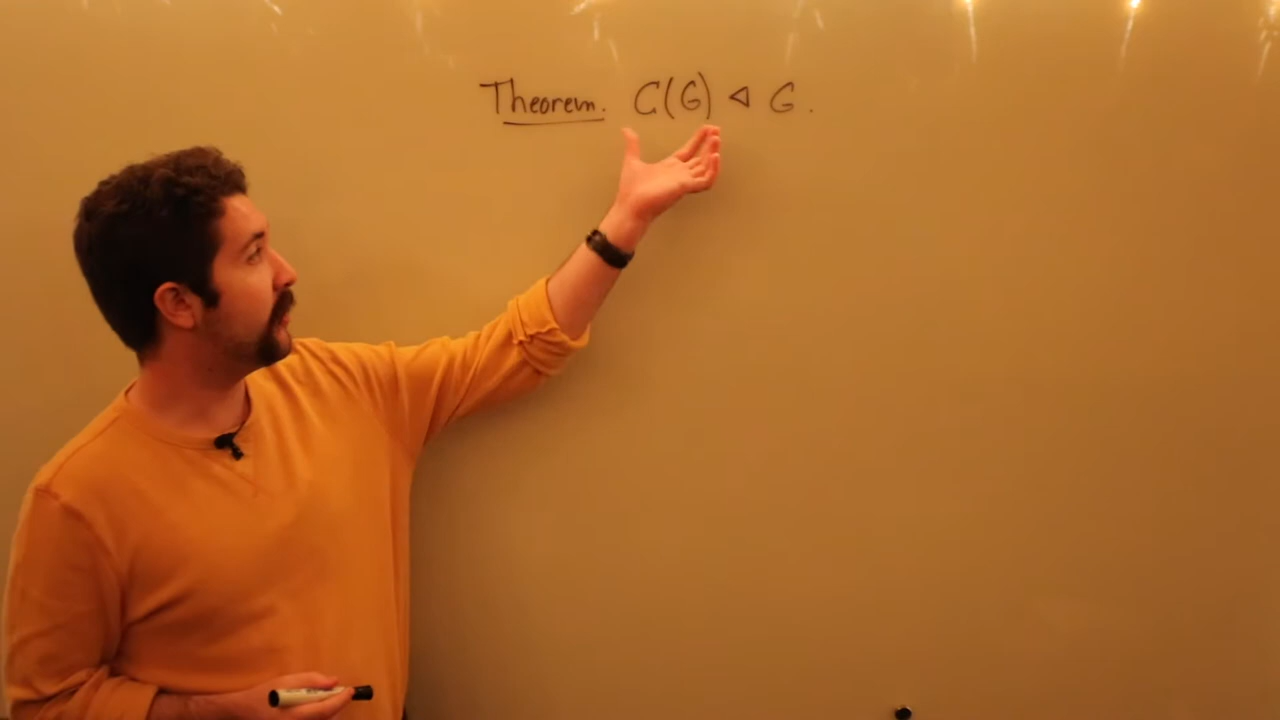 Theorem. C(G) ⊲ G.